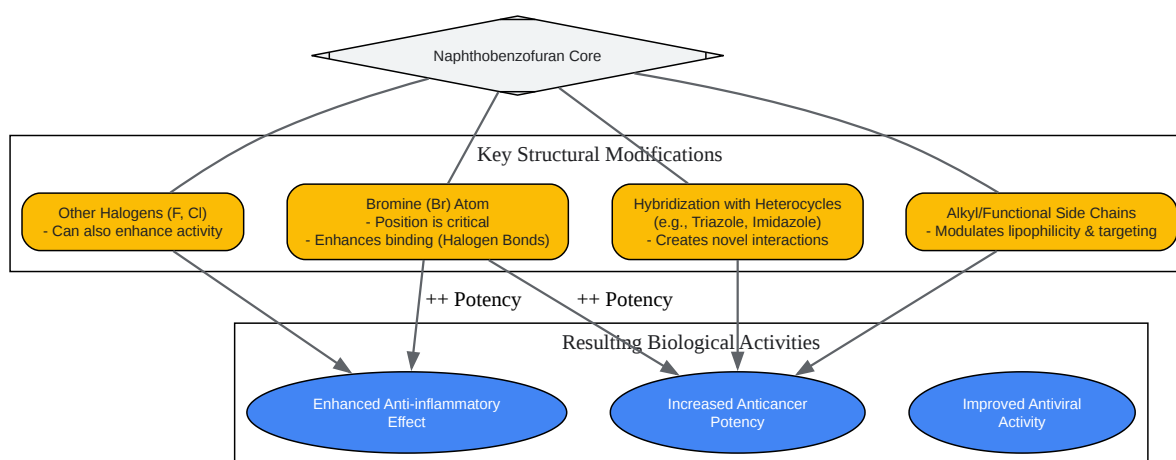 Naphthobenzofuran Core
Key Structural Modifications
Other Halogens (F, Cl)
- Can also enhance activity
Bromine (Br) Atom
- Position is critical
- Enhances binding (Halogen Bonds)
Hybridization with Heterocycles
(e.g., Triazole, Imidazole)
- Creates novel interactions
Alkyl/Functional Side Chains
- Modulates lipophilicity & targeting
++ Potency
++ Potency
Resulting Biological Activities
Enhanced Anti-inflammatory
Effect
Increased Anticancer
Potency
Improved Antiviral
Activity